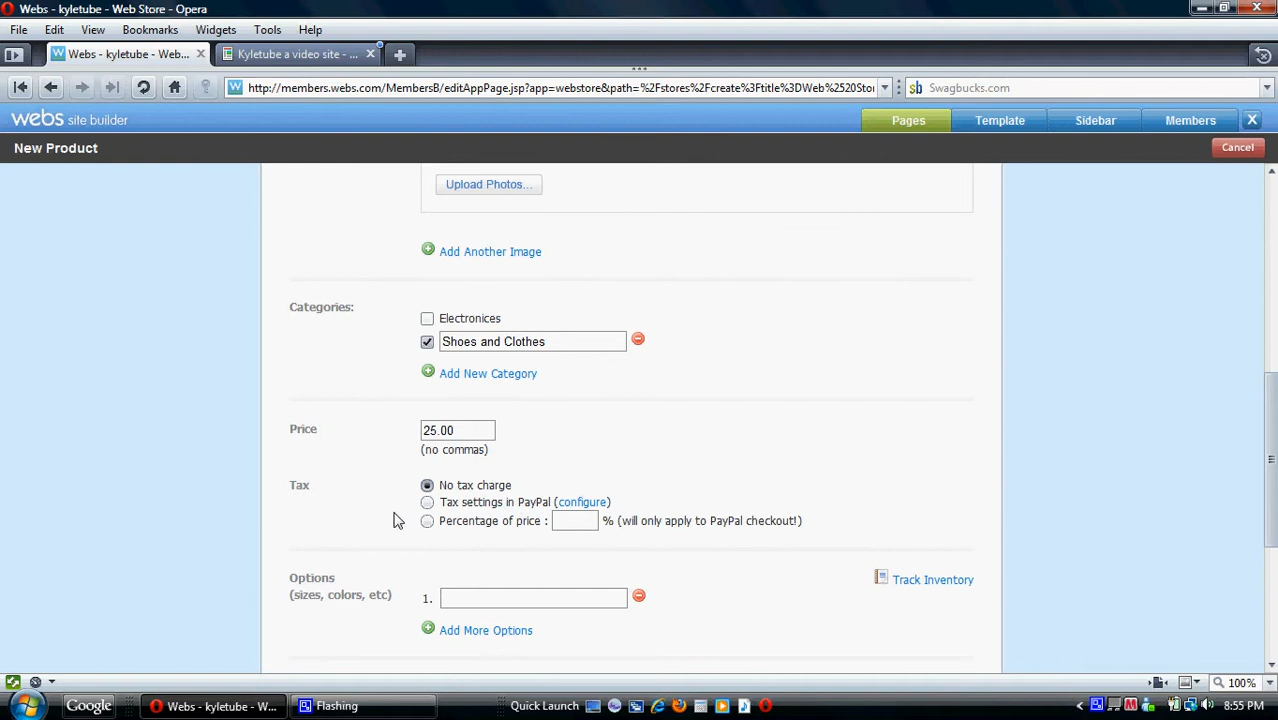 Webs - kyletube - Web Store - Opera
File Edit View Bookmarks Widgets Tools Help
Webs - kyletube - Web...
Kyletube a video site - ...
http://members.webs.com/MembersB/editAppPage.jsp?app=webstore&path=%2Fstores%2Fcreate%3Ftitle%3DWeb%2520Stor
Swagbucks.com
webs site builder
Pages Template Sidebar Members X
New Product
Cancel
Upload Photos...
Add Another Image
Categories:
Electronices
Shoes and Clothes
Add New Category
Price
25.00
(no commas)
Tax
No tax charge
Tax settings in PayPal (configure)
Percentage of price : % (will only apply to PayPal checkout!)
Options
(sizes, colors, etc)
Track Inventory
1.
Add More Options
100%
Google
Webs - kyletube - W...
Flashing
Quick Launch
8:55 PM